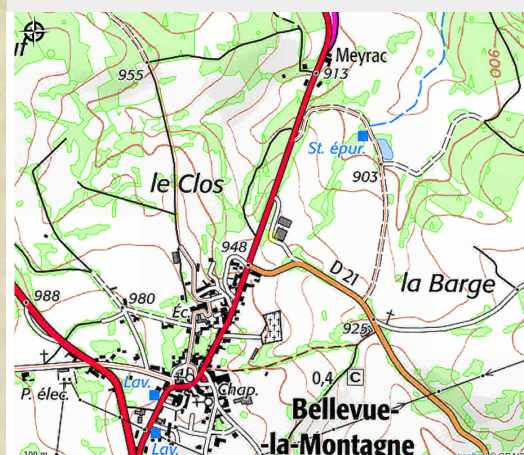 Meyrac
955
913
900
St. épur.
le Clos
903
948
D 21
la Barge
988
980
Éc.
925
Lav.
Chap.
P. élec.
0,4 C
Bellevue-
-la-Montagne
Lav.
100 m